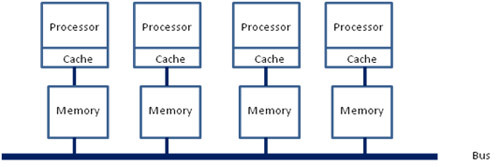 Processor Processor Processor Processor
Cache Cache Cache Cache
Memory Memory Memory Memory
Bus